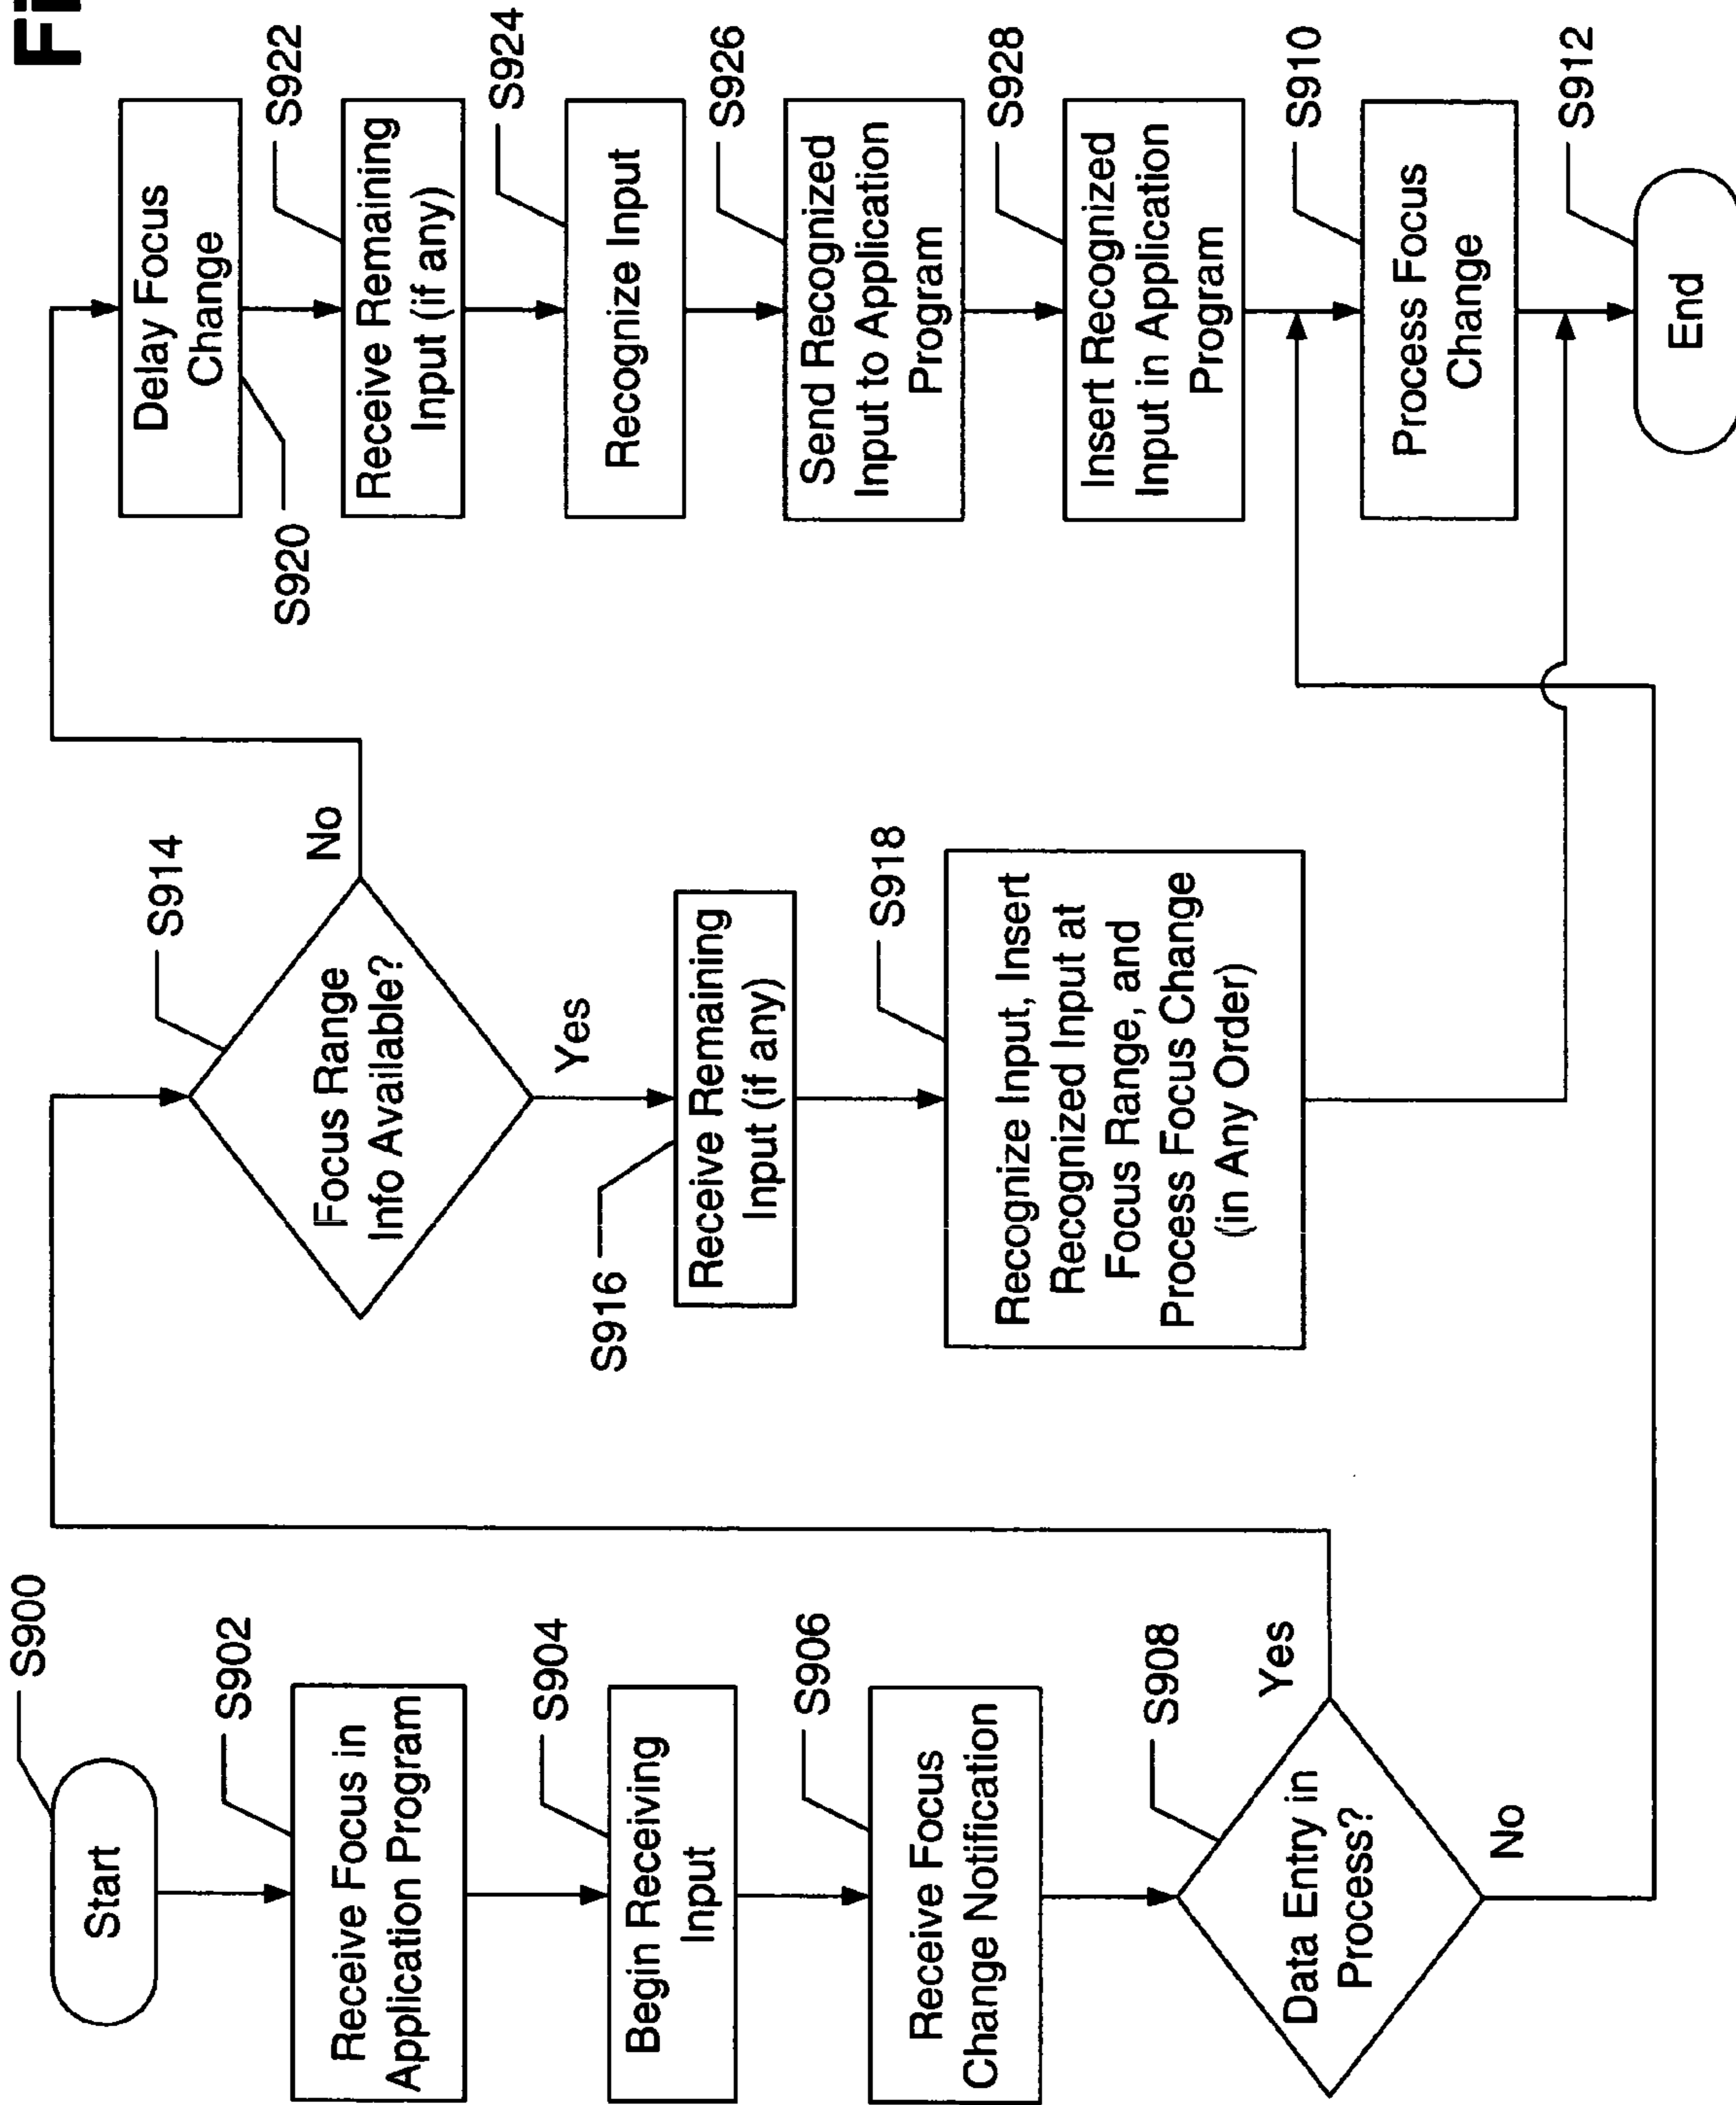 Fi
S900
Start
S902
Receive Focus in
Application Program
S904
Begin Receiving
Input
S906
Receive Focus
Change Notification
S908
Data Entry in
Process?
Yes
No
S914
Focus Range
Info Available?
No
Yes
S916
Receive Remaining
Input (if any)
S918
Recognize Input, Insert
Recognized Input at
Focus Range, and
Process Focus Change
(in Any Order)
Delay Focus
Change
S920
S922
Receive Remaining
Input (if any)
S924
Recognize Input
S926
Send Recognized
Input to Application
Program
S928
Insert Recognized
Input in Application
Program
S910
Process Focus
Change
S912
End